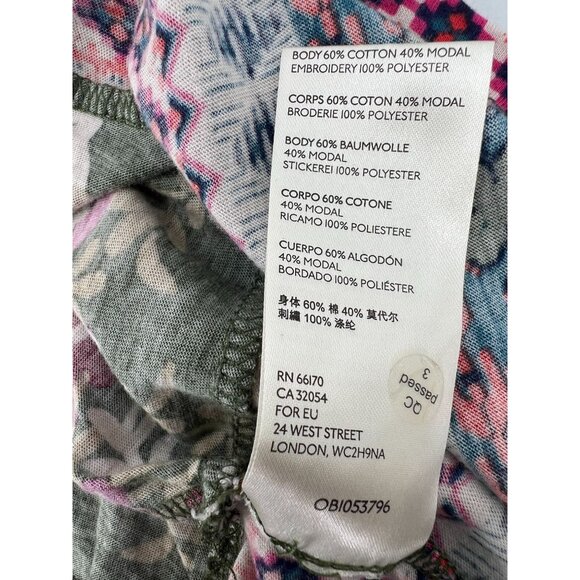 BODY 60% COTTON 40% MODAL
EMBROIDERY 100% POLYESTER
CORPS 60% COTON 40% MODAL
BRODERIE 100% POLYESTER
BODY 60% BAUMWOLLE
40% MODAL
STICKEREI 100% POLYESTER
CORPO 60% COTONE
40% MODAL
RICAMO 100% POLIESTERE
CUERPO 60% ALGODÓN
40% MODAL
BORDADO 100% POLIÉSTER
身体 60% 棉 40% 莫代尔
刺繡 100% 涤纶
RN 66170
CA 32054
FOR EU
24 WEST STREET
LONDON, WC2H9NA
QC
passed
3
OB1053796